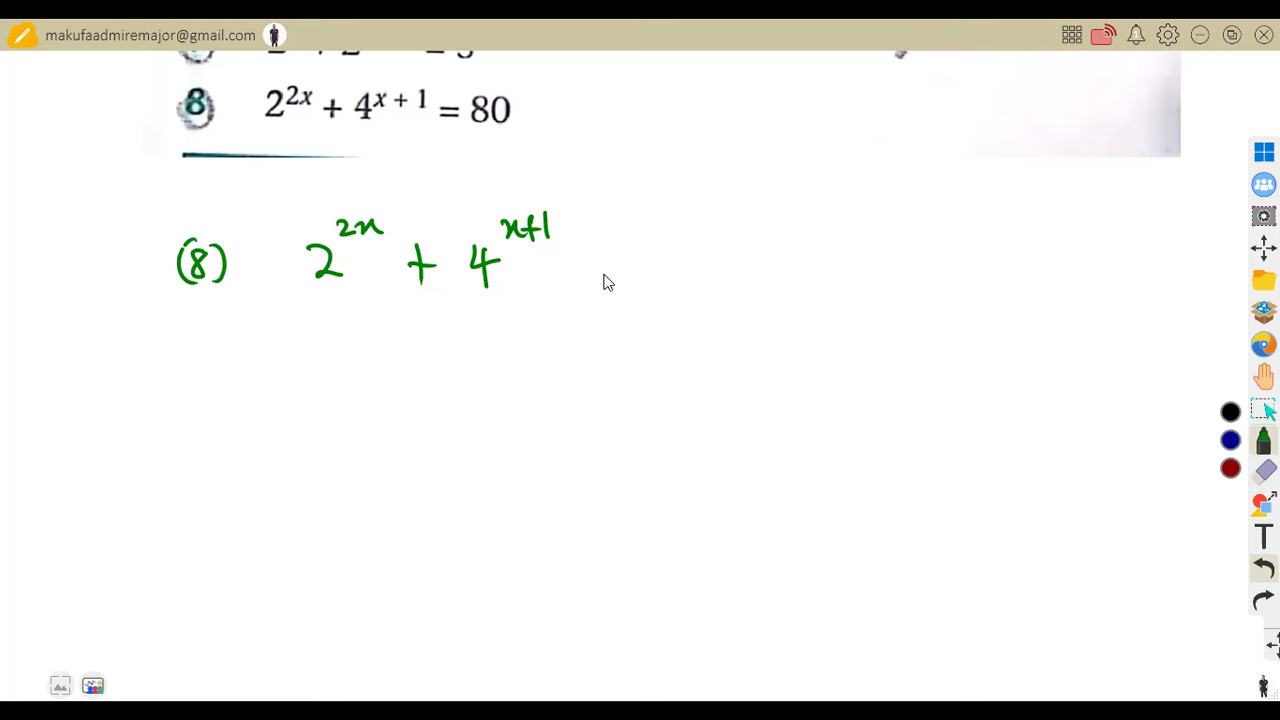 makufaadmiremajor@gmail.com
8 2^{2x} + 4^{x + 1} = 80
(8) 2^{2x} + 4^{x+1}
T